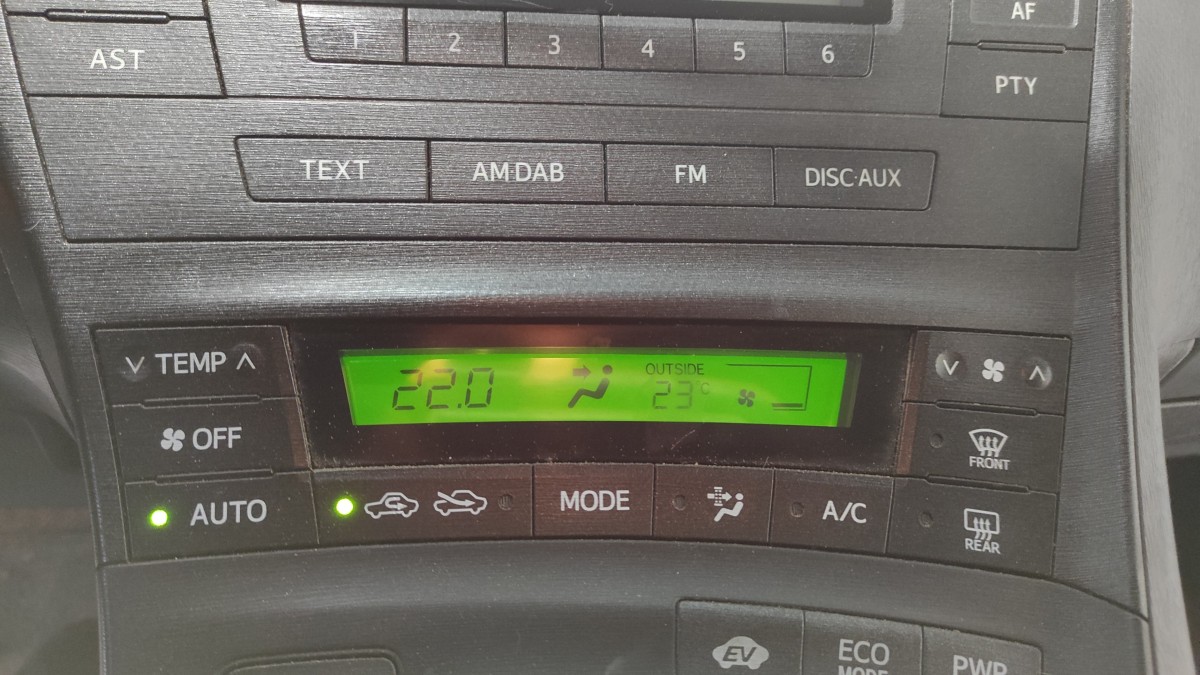 AF
1 2 3 4 5 6
AST
PTY
TEXT AM·DAB FM DISC·AUX
TEMP
22.0
OUTSIDE
23°C
OFF
FRONT
AUTO
MODE
A/C
REAR
EV
ECO
MODE
PWR